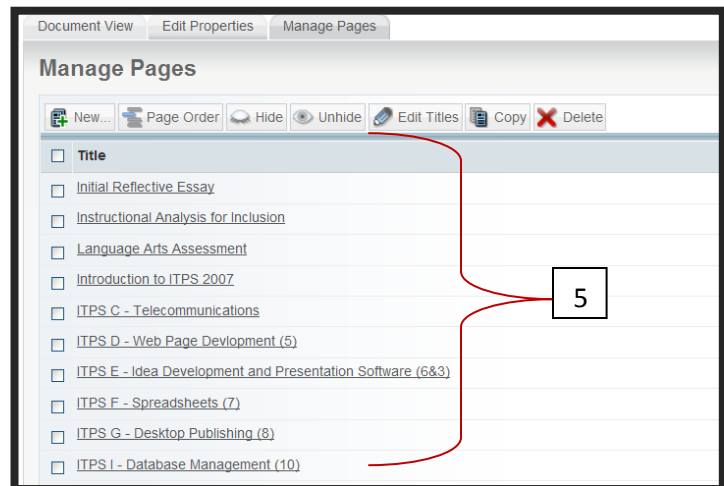 Document View Edit Properties Manage Pages
Manage Pages
New... Page Order Hide Unhide Edit Titles Copy Delete
Title
Initial Reflective Essay
Instructional Analysis for Inclusion
Language Arts Assessment
Introduction to ITPS 2007
5
ITPS C - Telecommunications
ITPS D - Web Page Devlopment (5)
ITPS E - Idea Development and Presentation Software (6&3)
ITPS F - Spreadsheets (7)
ITPS G - Desktop Publishing (8)
ITPS I - Database Management (10)